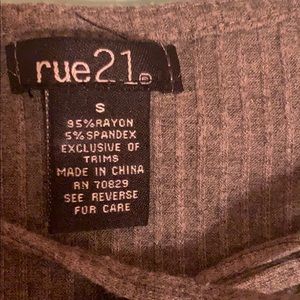 rue21
S
95%RAYON
5%SPANDEX
EXCLUSIVE OF
TRIMS
MADE IN CHINA
RN 70829
SEE REVERSE
FOR CARE